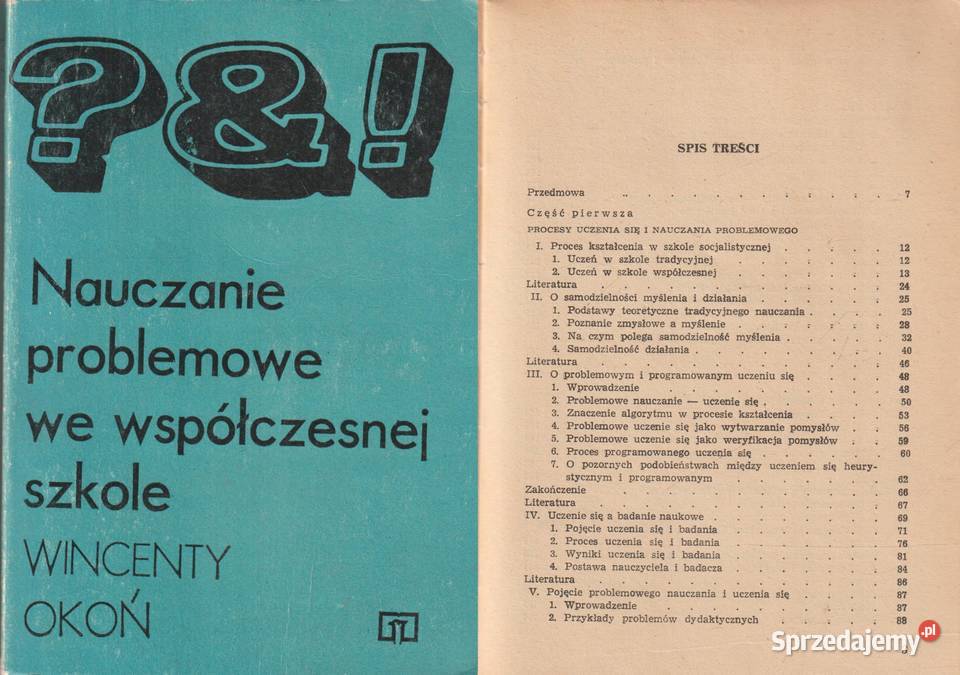 ?&!
Nauczanie
problemowe
we współczesnej
szkole
WINCENTY
OKOŃ
SPIS TREŚCI
Przedmowa . . . . . . . . . 7
Część pierwsza
PROCESY UCZENIA SIĘ I NAUCZANIA PROBLEMOWEGO
I. Proces kształcenia w szkole socjalistycznej . . . . . 12
1. Uczeń w szkole tradycyjnej . . . . . . 12
2. Uczeń w szkole współczesnej . . . . . . 13
Literatura . . . . . . . . . . 24
II. O samodzielności myślenia i działania . . . . . . 25
1. Podstawy teoretyczne tradycyjnego nauczania . . . . 25
2. Poznanie zmysłowe a myślenie . . . . . . 28
3. Na czym polega samodzielność myślenia . . . . . 32
4. Samodzielność działania . . . . . . . 40
Literatura . . . . . . . . . . 46
III. O problemowym i programowanym uczeniu się . . . . 48
1. Wprowadzenie . . . . . . . . 48
2. Problemowe nauczanie — uczenie się . . . . . 50
3. Znaczenie algorytmu w procesie kształcenia . . . . 53
4. Problemowe uczenie się jako wytwarzanie pomysłów . . 56
5. Problemowe uczenie się jako weryfikacja pomysłów . . 59
6. Proces programowanego uczenia się . . . . . 60
7. O pozornych podobieństwach między uczeniem się heury-
stycznym i programowanym . . . . . . 62
Zakończenie . . . . . . . . . . 66
Literatura . . . . . . . . . . 67
IV. Uczenie się a badanie naukowe . . . . . . . 69
1. Pojęcie uczenia się i badania . . . . . . 71
2. Proces uczenia się i badania . . . . . . 76
3. Wyniki uczenia się i badania . . . . . . 81
4. Postawa nauczyciela i badacza . . . . . . 84
Literatura . . . . . . . . . . 86
V. Pojęcie problemowego nauczania i uczenia się . . . . 87
1. Wprowadzenie . . . . . . . . 87
2. Przykłady problemów dydaktycznych . . . . . 88
Sprzedajemy.pl